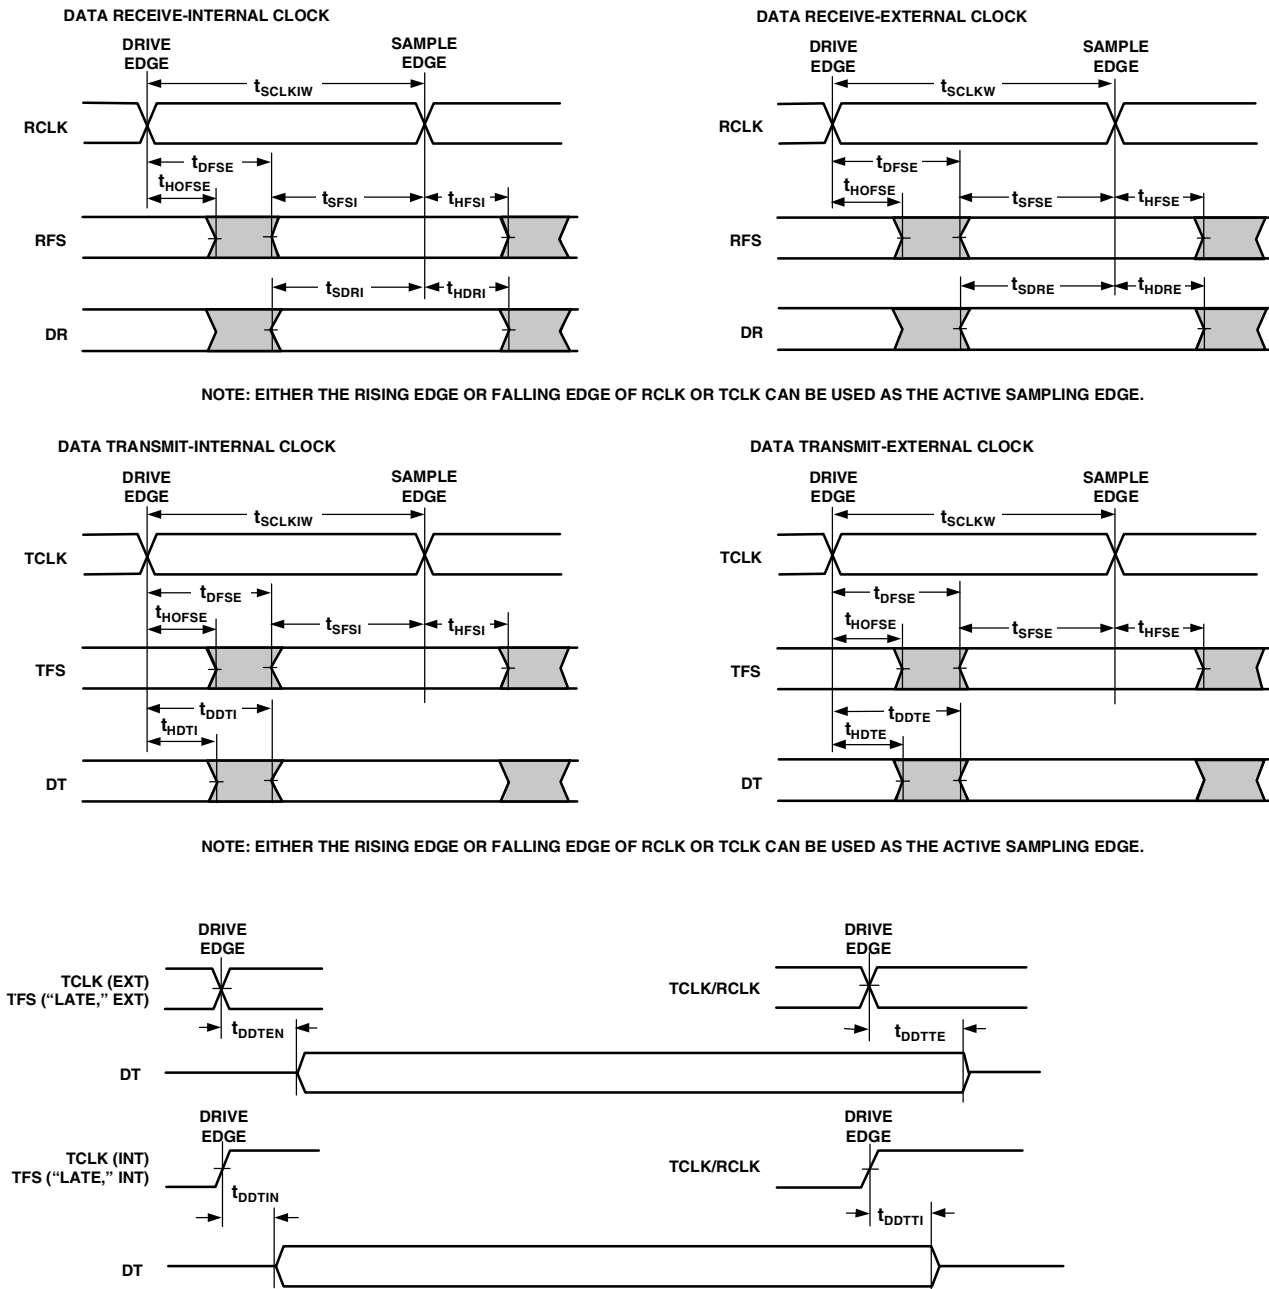 DATA RECEIVE-INTERNAL CLOCK
DRIVE
EDGE
SAMPLE
EDGE
tSCLKIW
RCLK
tDFSE
tHOFSE
tSFSI
tHFSI
RFS
tSDRI
tHDRI
DR
DATA RECEIVE-EXTERNAL CLOCK
DRIVE
EDGE
SAMPLE
EDGE
tSCLKW
RCLK
tDFSE
tHOFSE
tSFSE
tHFSE
RFS
tSDRE
tHDRE
DR
NOTE: EITHER THE RISING EDGE OR FALLING EDGE OF RCLK OR TCLK CAN BE USED AS THE ACTIVE SAMPLING EDGE.
DATA TRANSMIT-INTERNAL CLOCK
DRIVE
EDGE
SAMPLE
EDGE
tSCLKIW
TCLK
tDFSE
tHOFSE
tSFSI
tHFSI
TFS
tDDTI
tHDTI
DT
DATA TRANSMIT-EXTERNAL CLOCK
DRIVE
EDGE
SAMPLE
EDGE
tSCLKW
TCLK
tDFSE
tHOFSE
tSFSE
tHFSE
TFS
tDDTE
tHDTE
DT
NOTE: EITHER THE RISING EDGE OR FALLING EDGE OF RCLK OR TCLK CAN BE USED AS THE ACTIVE SAMPLING EDGE.
DRIVE
EDGE
TCLK (EXT)
TFS ("LATE," EXT)
tDDTEN
DT
DRIVE
EDGE
TCLK/RCLK
tDDTTE
DRIVE
EDGE
TCLK (INT)
TFS ("LATE," INT)
tDDTIN
DT
DRIVE
EDGE
TCLK/RCLK
tDDTTI